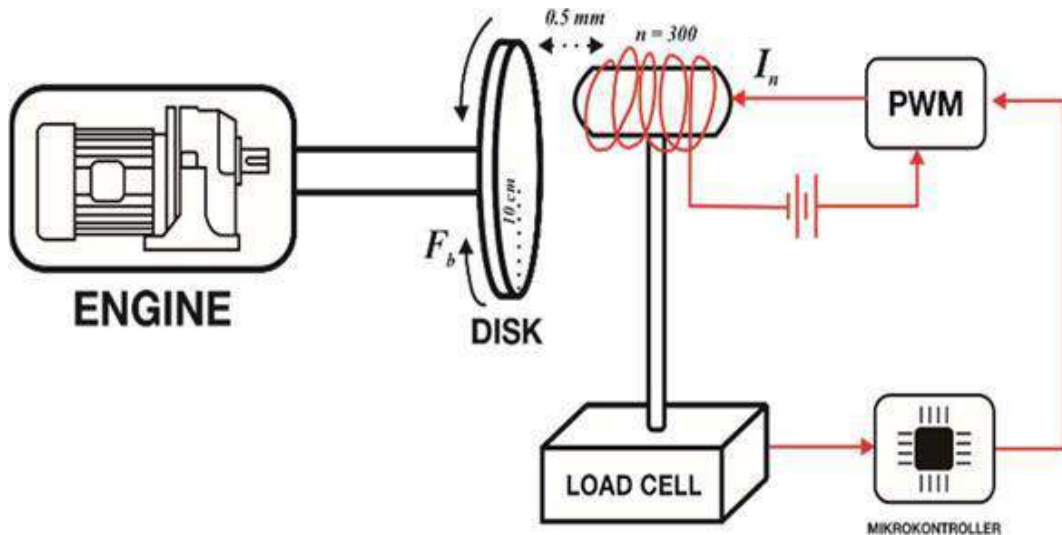 0.5 mm
n = 300
I_n
PWM
10 cm
F_b
ENGINE
DISK
LOAD CELL
MIKROKONTROLLER